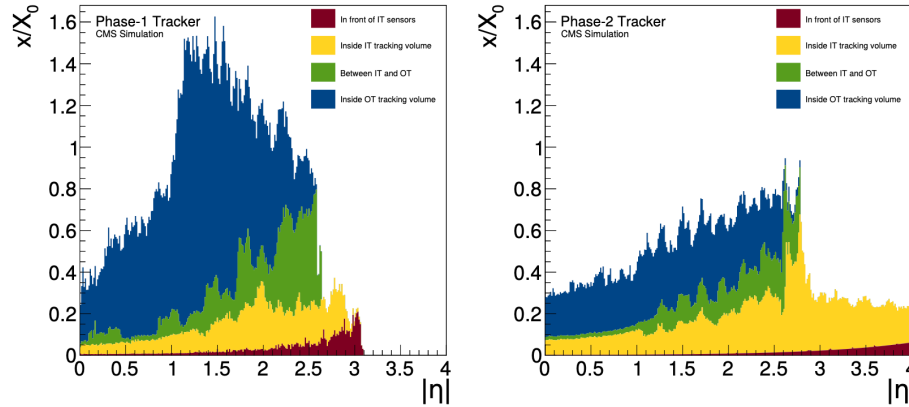 Phase-1 Tracker
CMS Simulation
In front of IT sensors
Inside IT tracking volume
Between IT and OT
Inside OT tracking volume
x/X₀
1.6
1.4
1.2
1
0.8
0.6
0.4
0.2
0
0 0.5 1 1.5 2 2.5 3 3.5 4
|η|
Phase-2 Tracker
CMS Simulation
In front of IT sensors
Inside IT tracking volume
Between IT and OT
Inside OT tracking volume
x/X₀
1.6
1.4
1.2
1
0.8
0.6
0.4
0.2
0
0 0.5 1 1.5 2 2.5 3 3.5 4
|η|